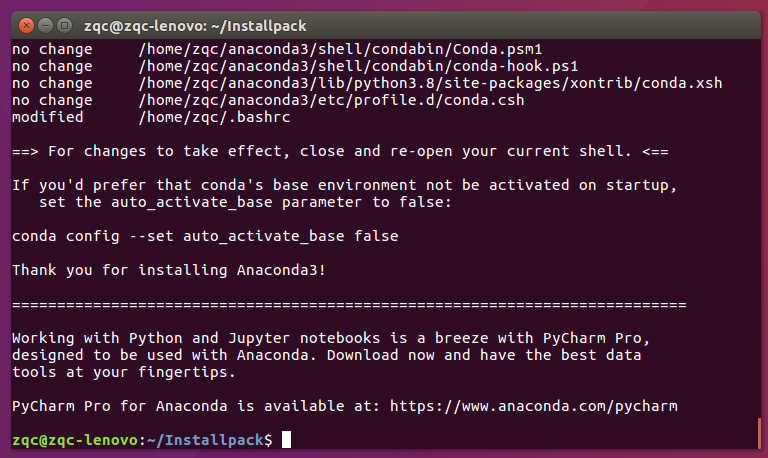 zqc@zqc-lenovo: ~/Installpack
no change     /home/zqc/anaconda3/shell/condabin/Conda.psm1
no change     /home/zqc/anaconda3/shell/condabin/conda-hook.ps1
no change     /home/zqc/anaconda3/lib/python3.8/site-packages/xontrib/conda.xsh
no change     /home/zqc/anaconda3/etc/profile.d/conda.csh
modified      /home/zqc/.bashrc
==> For changes to take effect, close and re-open your current shell. <==
If you'd prefer that conda's base environment not be activated on startup,
   set the auto_activate_base parameter to false:
conda config --set auto_activate_base false
Thank you for installing Anaconda3!
===========================================================================
Working with Python and Jupyter notebooks is a breeze with PyCharm Pro,
designed to be used with Anaconda. Download now and have the best data
tools at your fingertips.
PyCharm Pro for Anaconda is available at: https://www.anaconda.com/pycharm
zqc@zqc-lenovo:~/Installpack$